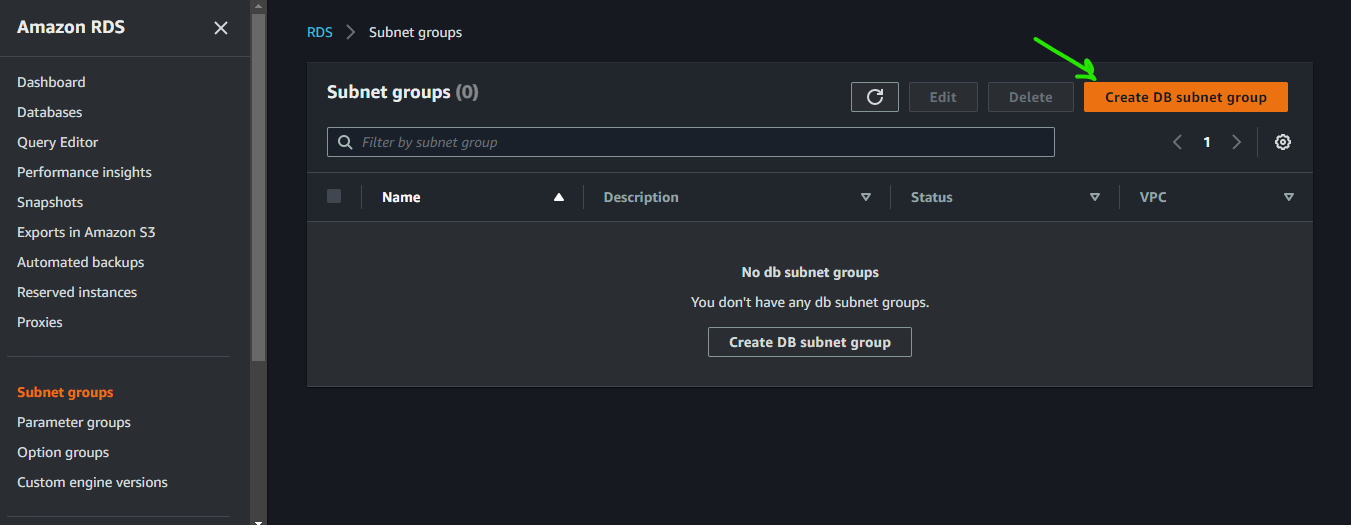 Amazon RDS
Dashboard
Databases
Query Editor
Performance insights
Snapshots
Exports in Amazon S3
Automated backups
Reserved instances
Proxies
Subnet groups
Parameter groups
Option groups
Custom engine versions
RDS Subnet groups
Subnet groups (0) Edit Delete Create DB subnet group
Filter by subnet group 1
Name Description Status VPC
No db subnet groups
You don't have any db subnet groups.
Create DB subnet group